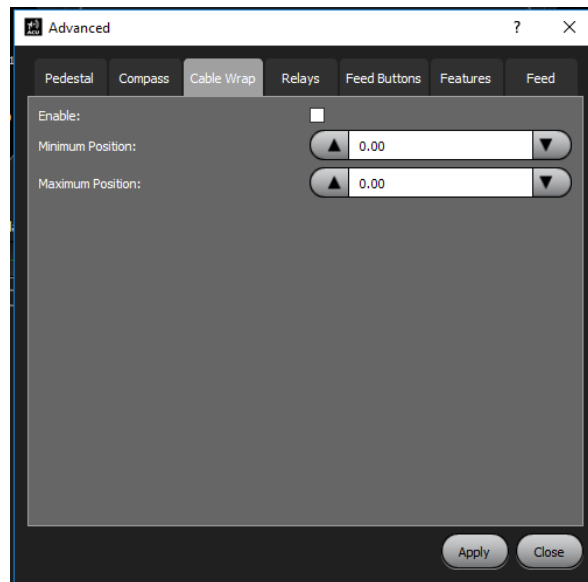 ACU Advanced ? ×
Pedestal Compass Cable Wrap Relays Feed Buttons Features Feed
Enable:
Minimum Position: 0.00
Maximum Position: 0.00
Apply Close